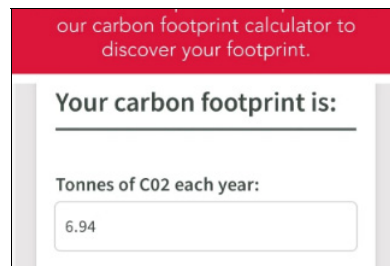 our carbon footprint calculator to
discover your footprint.
Your carbon footprint is:
Tonnes of C02 each year:
6.94